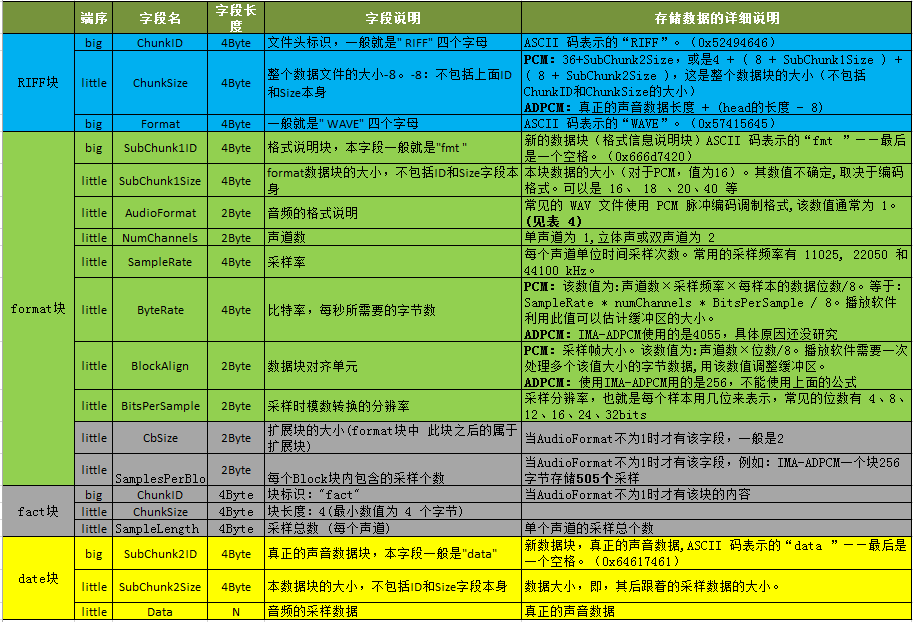 端序 字段名 字段长度 字段说明 存储数据的详细说明
RIFF块
big ChunkID 4Byte 文件头标识，一般就是" RIFF" 四个字母 ASCII 码表示的“RIFF”。（0x52494646）
little ChunkSize 4Byte 整个数据文件的大小-8。-8：不包括上面ID
和Size本身
PCM：36+SubChunk2Size，或是4 + ( 8 + SubChunk1Size ) +
( 8 + SubChunk2Size )，这是整个数据块的大小（不包括
ChunkID和ChunkSize的大小）
ADPCM：真正的声音数据长度 + (head的长度 - 8)
big Format 4Byte 一般就是" WAVE" 四个字母 ASCII 码表示的“WAVE”。（0x57415645）
format块
big SubChunk1ID 4Byte 格式说明块，本字段一般就是"fmt "
新的数据块（格式信息说明块）ASCII 码表示的“fmt ”——最后
是一个空格。（0x666d7420）
little SubChunk1Size 4Byte format数据块的大小，不包括ID和Size字段本
身
本块数据的大小（对于PCM，值为16）。其数值不确定,取决于编码
格式。可以是 16、 18 、20、40 等
little AudioFormat 2Byte 音频的格式说明
常见的 WAV 文件使用 PCM 脉冲编码调制格式,该数值通常为 1。
(见表 4)
little NumChannels 2Byte 声道数 单声道为 1,立体声或双声道为 2
little SampleRate 4Byte 采样率
每个声道单位时间采样次数。常用的采样频率有 11025, 22050 和
44100 kHz。
little ByteRate 4Byte 比特率，每秒所需要的字节数
PCM：该数值为:声道数×采样频率×每样本的数据位数/8。等于：
SampleRate * numChannels * BitsPerSample / 8。播放软件
利用此值可以估计缓冲区的大小。
ADPCM：IMA-ADPCM使用的是4055，具体原因还没研究
little BlockAlign 2Byte 数据块对齐单元
PCM：采样帧大小。该数值为:声道数×位数/8。播放软件需要一次
处理多个该值大小的字节数据,用该数值调整缓冲区。
ADPCM：使用IMA-ADPCM用的是256，不能使用上面的公式
little BitsPerSample 2Byte 采样时模数转换的分辨率
采样分辨率，也就是每个样本用几位来表示，常见的位数有 4、8、
12、16、24、32bits
little CbSize 2Byte 扩展块的大小(format块中 此块之后的属于
扩展块)
当AudioFormat不为1时才有该字段，一般是2
little SamplesPerBlo 2Byte 每个Block块内包含的采样个数
当AudioFormat不为1时才有该字段，例如：IMA-ADPCM一个块256
字节存储505个采样
fact块
big ChunkID 4Byte 块标识："fact" 当AudioFormat不为1时才有该块的内容
little ChunkSize 4Byte 块长度：4(最小数值为 4 个字节)
little SampleLength 4Byte 采样总数 (每个声道) 单个声道的采样总个数
date块
big SubChunk2ID 4Byte 真正的声音数据块，本字段一般是"data"
新数据块，真正的声音数据,ASCII 码表示的“data ”——最后是
一个空格。（0x64617461）
little SubChunk2Size 4Byte 本数据块的大小，不包括ID和Size字段本身 数据大小，即，其后跟着的采样数据的大小。
little Data N 音频的采样数据 真正的声音数据